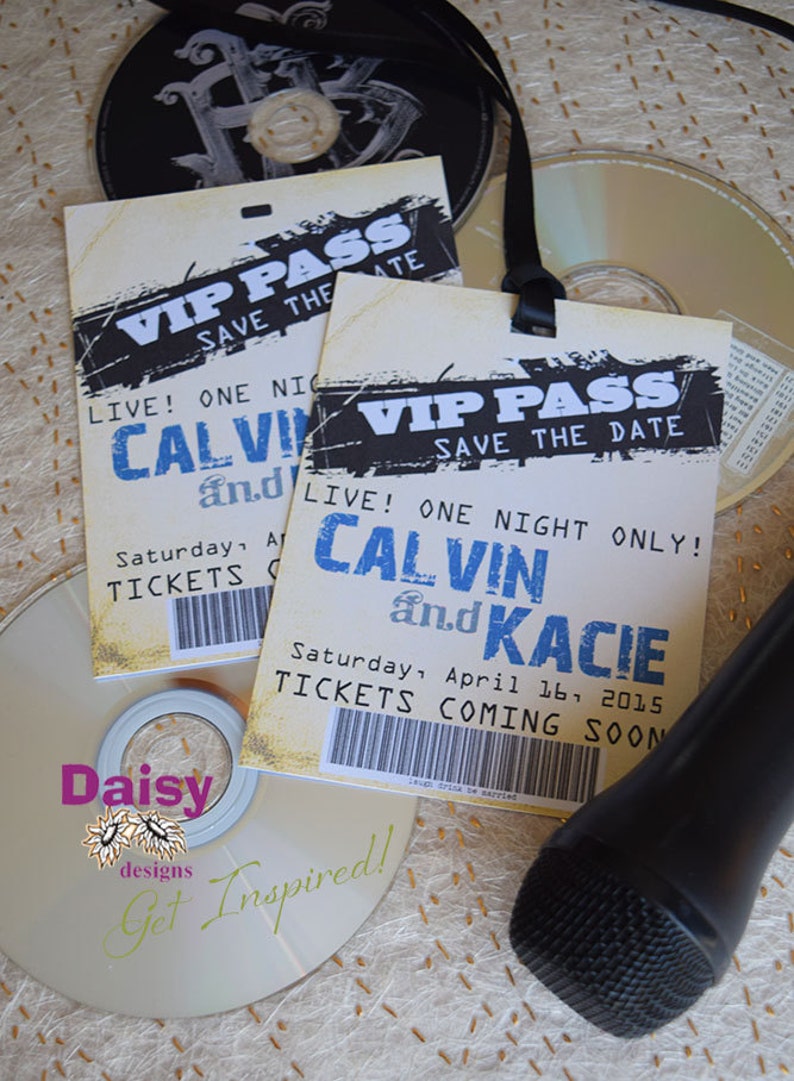 VIP PASS
SAVE THE DATE
LIVE! ONE NIG
CALVIN
and
Saturday, Ap
TICKETS C
VIP PASS
SAVE THE DATE
LIVE! ONE NIGHT ONLY!
CALVIN
and KACIE
Saturday, April 16, 2015
TICKETS COMING SOON
laugh drink be married
Daisy
designs
Get Inspired!